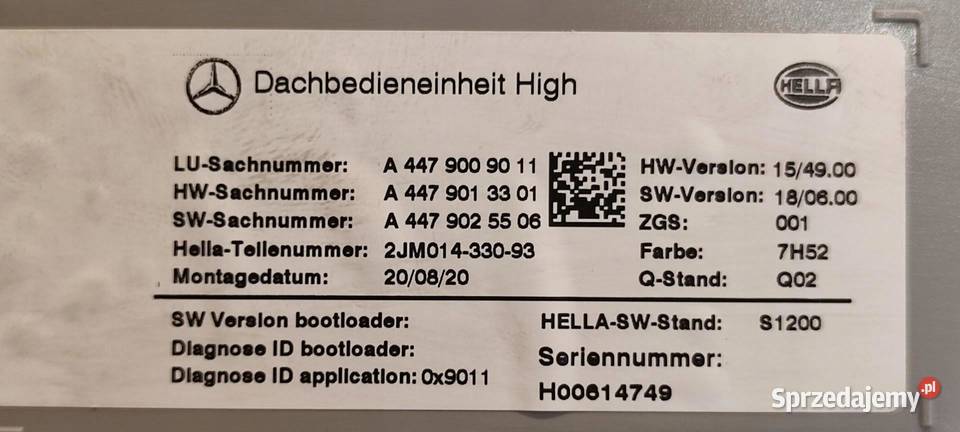 Dachbedieneinheit High
HELLA
LU-Sachnummer: A 447 900 90 11
HW-Sachnummer: A 447 901 33 01
SW-Sachnummer: A 447 902 55 06
Hella-Teilenummer: 2JM014-330-93
Montagedatum: 20/08/20
HW-Version: 15/49.00
SW-Version: 18/06.00
ZGS: 001
Farbe: 7H52
Q-Stand: Q02
SW Version bootloader:
Diagnose ID bootloader:
Diagnose ID application: 0x9011
HELLA-SW-Stand: S1200
Seriennummer:
H00614749
Sprzedajemy.pl